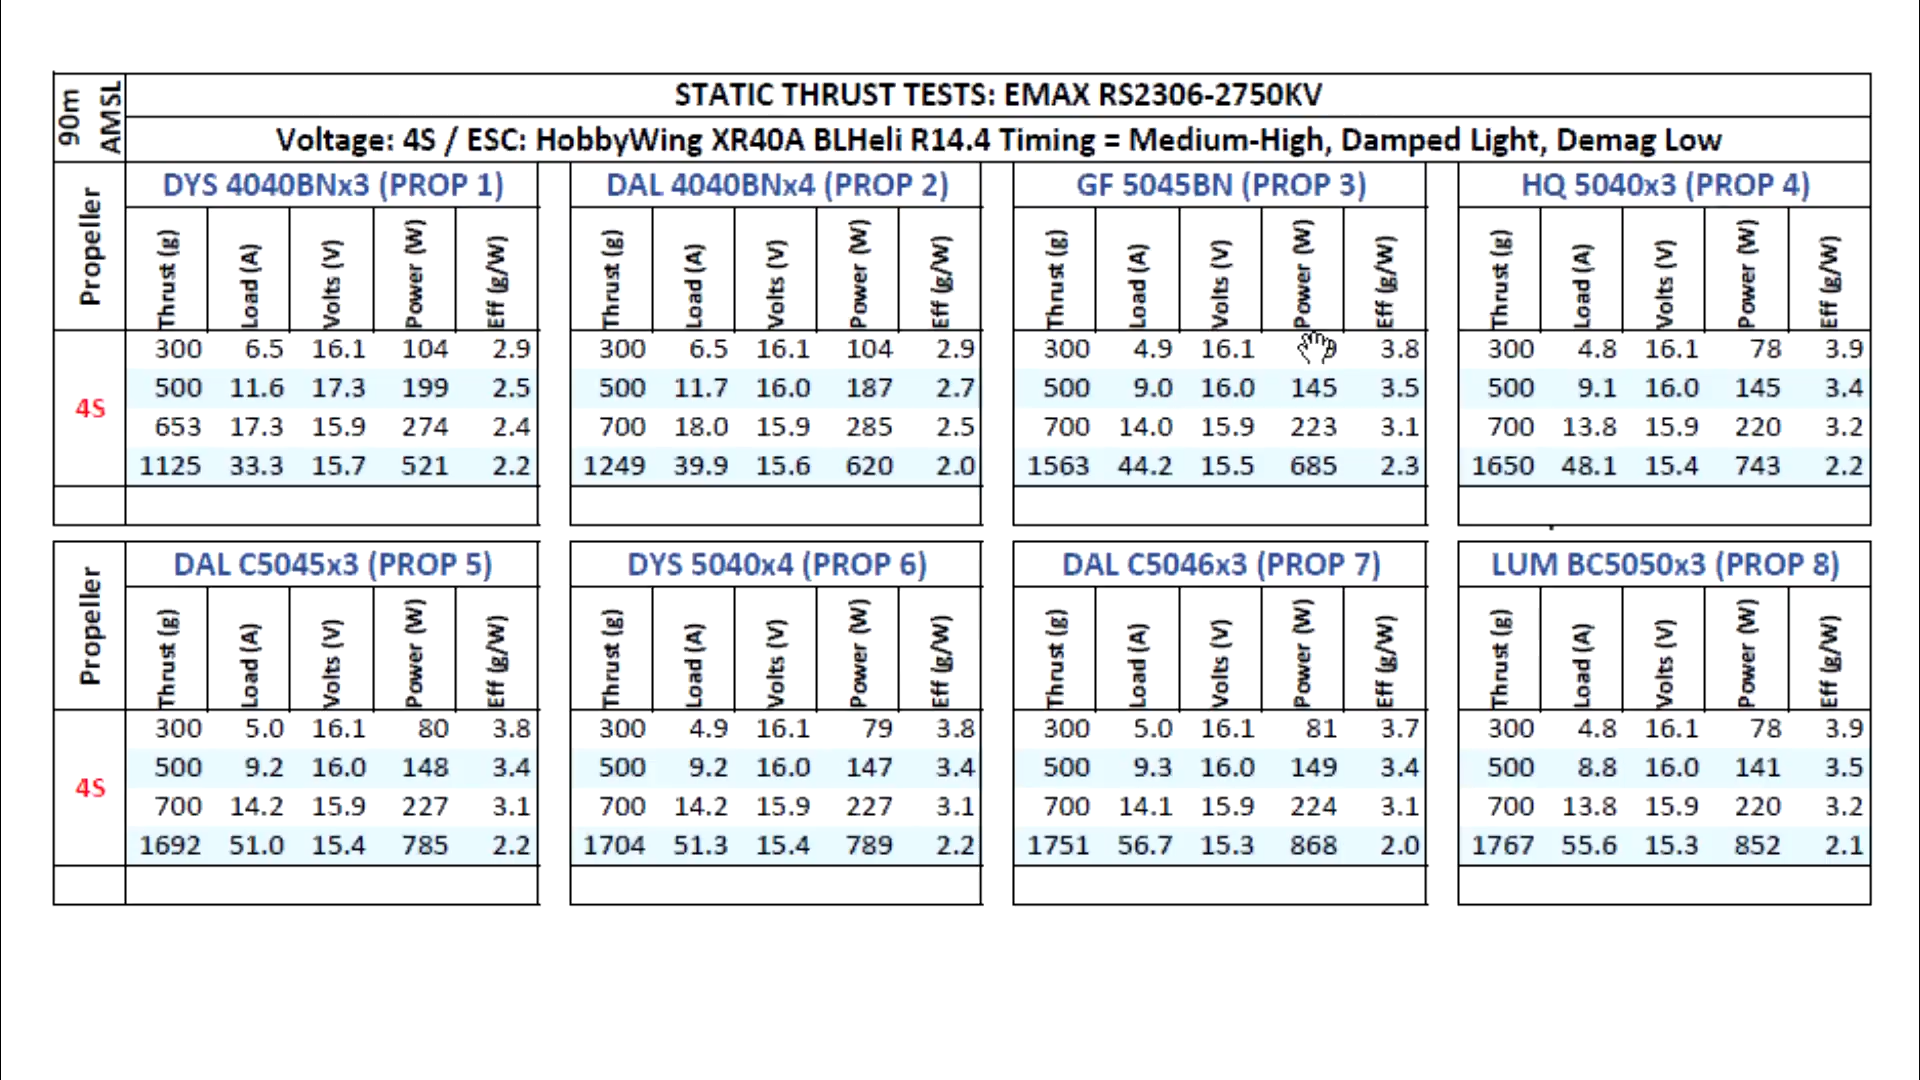 90m AMSL
STATIC THRUST TESTS: EMAX RS2306-2750KV
Voltage: 4S / ESC: HobbyWing XR40A BLHeli R14.4 Timing = Medium-High, Damped Light, Demag Low
Propeller
DYS 4040BNx3 (PROP 1) DAL 4040BNx4 (PROP 2) GF 5045BN (PROP 3) HQ 5040x3 (PROP 4)
Thrust (g) Load (A) Volts (V) Power (W) Eff (g/W) Thrust (g) Load (A) Volts (V) Power (W) Eff (g/W) Thrust (g) Load (A) Volts (V) Power (W) Eff (g/W) Thrust (g) Load (A) Volts (V) Power (W) Eff (g/W)
4S
300 6.5 16.1 104 2.9 300 6.5 16.1 104 2.9 300 4.9 16.1 3.8 300 4.8 16.1 78 3.9
500 11.6 17.3 199 2.5 500 11.7 16.0 187 2.7 500 9.0 16.0 145 3.5 500 9.1 16.0 145 3.4
653 17.3 15.9 274 2.4 700 18.0 15.9 285 2.5 700 14.0 15.9 223 3.1 700 13.8 15.9 220 3.2
1125 33.3 15.7 521 2.2 1249 39.9 15.6 620 2.0 1563 44.2 15.5 685 2.3 1650 48.1 15.4 743 2.2
Propeller
DAL C5045x3 (PROP 5) DYS 5040x4 (PROP 6) DAL C5046x3 (PROP 7) LUM BC5050x3 (PROP 8)
Thrust (g) Load (A) Volts (V) Power (W) Eff (g/W) Thrust (g) Load (A) Volts (V) Power (W) Eff (g/W) Thrust (g) Load (A) Volts (V) Power (W) Eff (g/W) Thrust (g) Load (A) Volts (V) Power (W) Eff (g/W)
4S
300 5.0 16.1 80 3.8 300 4.9 16.1 79 3.8 300 5.0 16.1 81 3.7 300 4.8 16.1 78 3.9
500 9.2 16.0 148 3.4 500 9.2 16.0 147 3.4 500 9.3 16.0 149 3.4 500 8.8 16.0 141 3.5
700 14.2 15.9 227 3.1 700 14.2 15.9 227 3.1 700 14.1 15.9 224 3.1 700 13.8 15.9 220 3.2
1692 51.0 15.4 785 2.2 1704 51.3 15.4 789 2.2 1751 56.7 15.3 868 2.0 1767 55.6 15.3 852 2.1